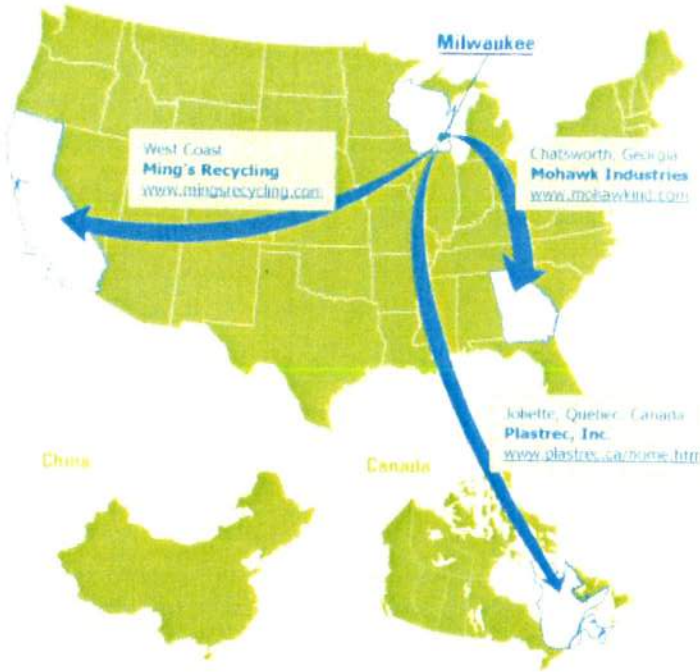 Milwaukee
West Coast
Ming's Recycling
www.mingsrecycling.com
Chatsworth, Georgia
Mohawk Industries
www.mohawkind.com
Joliette, Quebec, Canada
Plastrec, Inc.
www.plastrec.ca/home.htm
China
Canada